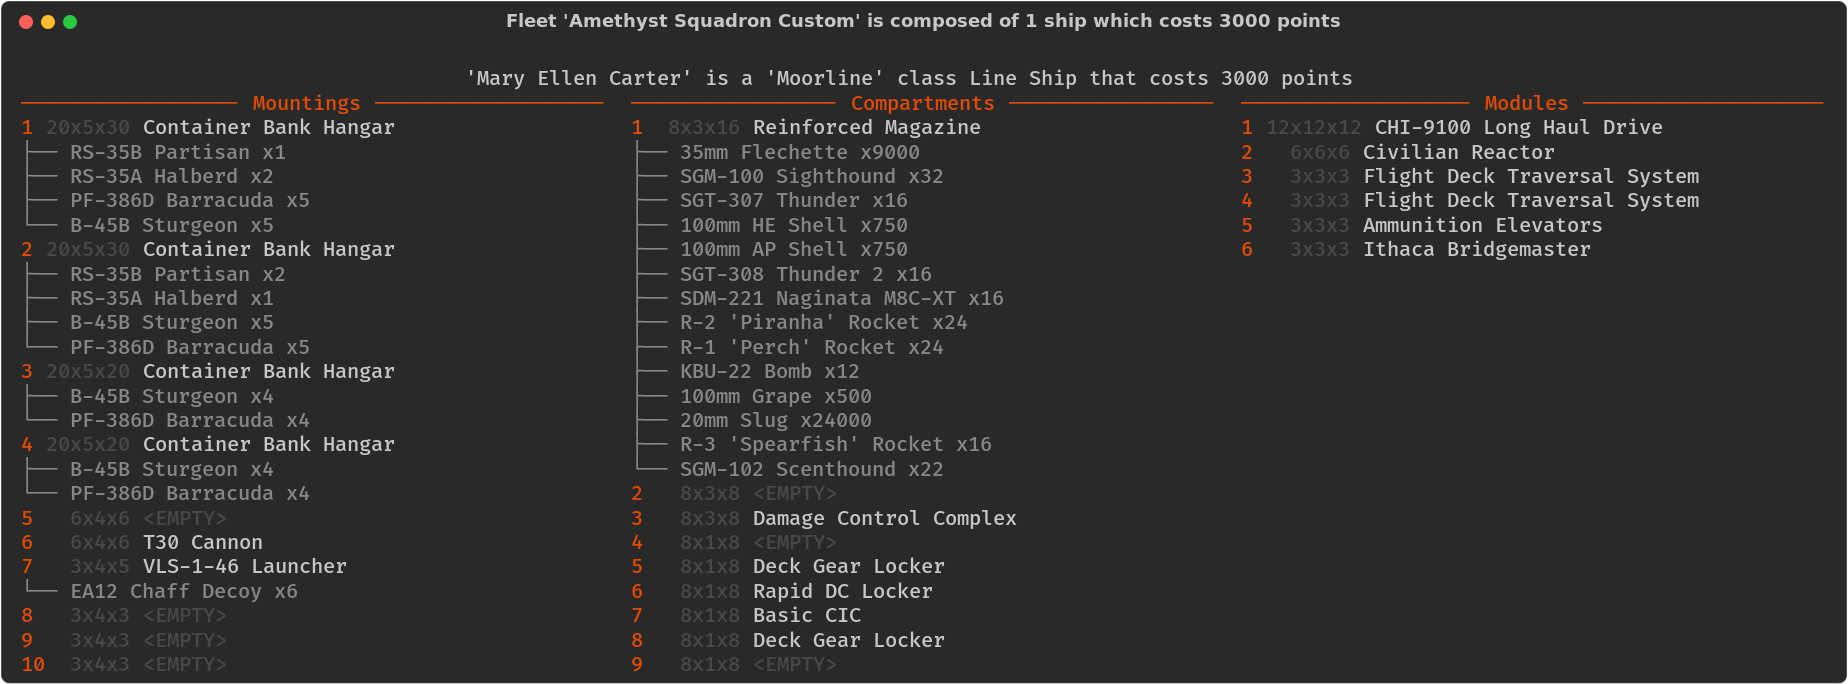 Fleet 'Amethyst Squadron Custom' is composed of 1 ship which costs 3000 points
'Mary Ellen Carter' is a 'Moorline' class Line Ship that costs 3000 points
Mountings
1 20x5x30 Container Bank Hangar
RS-35B Partisan x1
RS-35A Halberd x2
PF-386D Barracuda x5
B-45B Sturgeon x5
2 20x5x30 Container Bank Hangar
RS-35B Partisan x2
RS-35A Halberd x1
B-45B Sturgeon x5
PF-386D Barracuda x5
3 20x5x20 Container Bank Hangar
B-45B Sturgeon x4
PF-386D Barracuda x4
4 20x5x20 Container Bank Hangar
B-45B Sturgeon x4
PF-386D Barracuda x4
5 6x4x6 <EMPTY>
6 6x4x6 T30 Cannon
7 3x4x5 VLS-1-46 Launcher
EA12 Chaff Decoy x6
8 3x4x3 <EMPTY>
9 3x4x3 <EMPTY>
10 3x4x3 <EMPTY>
Compartments
1 8x3x16 Reinforced Magazine
35mm Flechette x9000
SGM-100 Sighthound x32
SGT-307 Thunder x16
100mm HE Shell x750
100mm AP Shell x750
SGT-308 Thunder 2 x16
SDM-221 Naginata M8C-XT x16
R-2 'Piranha' Rocket x24
R-1 'Perch' Rocket x24
KBU-22 Bomb x12
100mm Grape x500
20mm Slug x24000
R-3 'Spearfish' Rocket x16
SGM-102 Scenthound x22
2 8x3x8 <EMPTY>
3 8x3x8 Damage Control Complex
4 8x1x8 <EMPTY>
5 8x1x8 Deck Gear Locker
6 8x1x8 Rapid DC Locker
7 8x1x8 Basic CIC
8 8x1x8 Deck Gear Locker
9 8x1x8 <EMPTY>
Modules
1 12x12x12 CHI-9100 Long Haul Drive
2 6x6x6 Civilian Reactor
3 3x3x3 Flight Deck Traversal System
4 3x3x3 Flight Deck Traversal System
5 3x3x3 Ammunition Elevators
6 3x3x3 Ithaca Bridgemaster